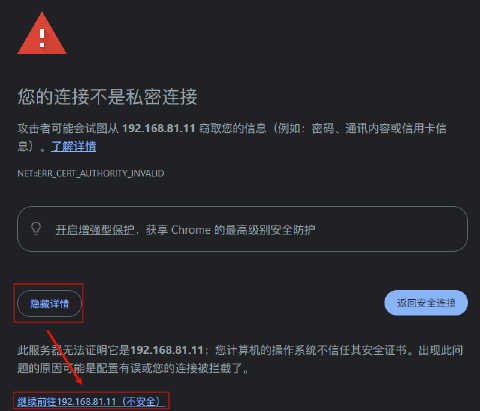 您的连接不是私密连接
攻击者可能会试图从 192.168.81.11 窃取您的信息（例如：密码、通讯内容或信用卡信
息）。了解详情
NET::ERR_CERT_AUTHORITY_INVALID
开启增强型保护，获享 Chrome 的最高级别安全防护
隐藏详情
返回安全连接
此服务器无法证明它是192.168.81.11；您计算机的操作系统不信任其安全证书。出现此问
题的原因可能是配置有误或您的连接被拦截了。
继续前往192.168.81.11（不安全）